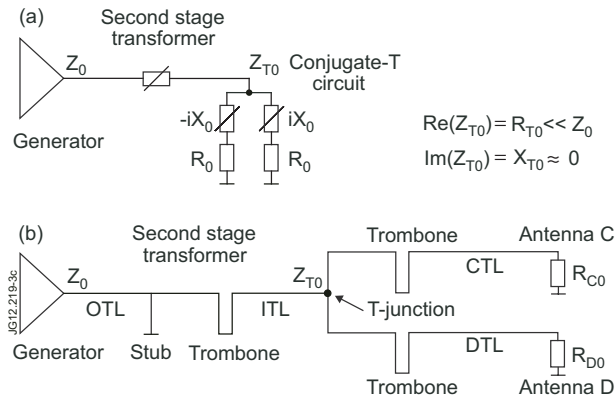 (a)
Second stage
transformer
Z0
ZT0
Conjugate-T
circuit
Generator
-iX0
iX0
R0
R0
Re(ZT0) = RT0 << Z0
Im(ZT0) = XT0 ≈ 0
(b)
Second stage
transformer
Trombone
Antenna C
Z0
ZT0
CTL
RC0
OTL
ITL
T-junction
JG12.219-3c
Generator
Stub
Trombone
DTL
RD0
Trombone
Antenna D